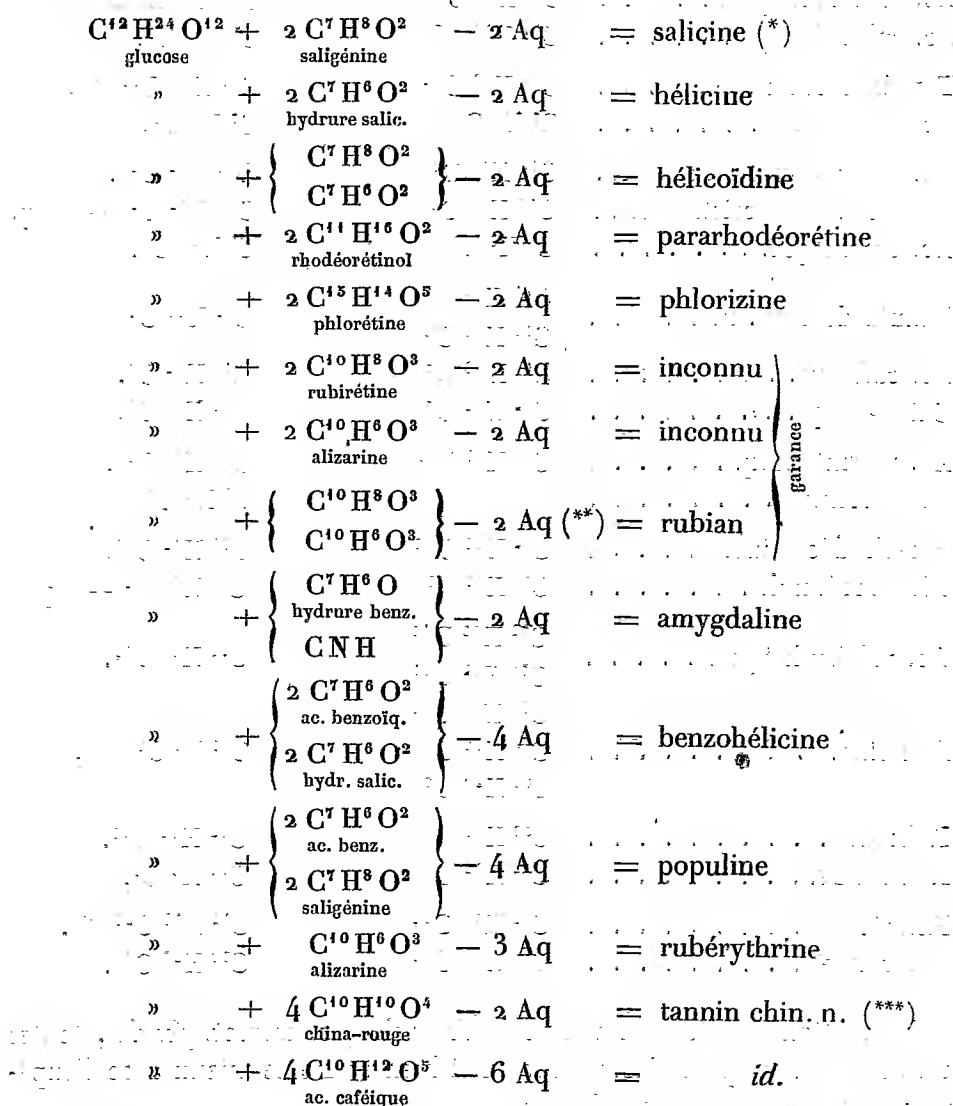 C¹²H²⁴O¹² + 2 C⁷H⁸O² — 2 Aq = salicine (*)
glucose saligénine
» + 2 C⁷H⁶O² — 2 Aq = hélicine
hydrure salic.
» + { C⁷H⁸O²
C⁷H⁶O² } — 2 Aq = hélicoïdine
» + 2 C¹¹H¹⁶O² — 2 Aq = pararhodéorétine
rhodéorétinol
» + 2 C¹⁵H¹⁴O⁵ — 2 Aq = phlorizine
phlorétine
» + 2 C¹⁰H⁸O³ — 2 Aq = inconnu
rubirétine
» + 2 C¹⁰H⁶O³ — 2 Aq = inconnu
alizarine
garance
» + { C¹⁰H⁸O³
C¹⁰H⁶O³ } — 2 Aq (**) = rubian
» + { C⁷H⁶O
hydrure benz.
CNH } — 2 Aq = amygdaline
» + { 2 C⁷H⁶O²
ac. benzoïq.
2 C⁷H⁶O²
hydr. salic. } — 4 Aq = benzohélicine
» + { 2 C⁷H⁶O²
ac. benz.
2 C⁷H⁸O²
saligénine } — 4 Aq = populine
» + C¹⁰H⁶O³ — 3 Aq = rubérythrine
alizarine
» + 4 C¹⁰H¹⁰O⁴ — 2 Aq = tannin chin. n. (***)
china-rouge
» + 4 C¹⁰H¹²O⁵ — 6 Aq = id.
ac. caféique